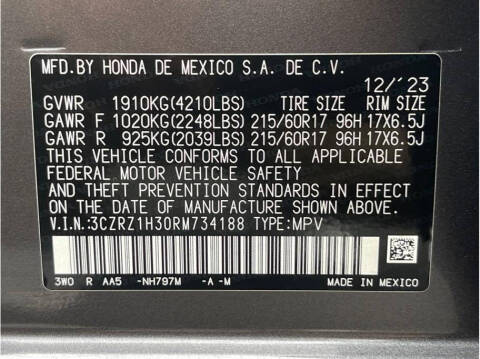 MFD.BY HONDA DE MEXICO S.A. DE C.V.
12/'23
GVWR 1910KG(4210LBS) TIRE SIZE RIM SIZE
GAWR F 1020KG(2248LBS) 215/60R17 96H 17X6.5J
GAWR R 925KG(2039LBS) 215/60R17 96H 17X6.5J
THIS VEHICLE CONFORMS TO ALL APPLICABLE
FEDERAL MOTOR VEHICLE SAFETY
AND THEFT PREVENTION STANDARDS IN EFFECT ON THE
DATE OF MANUFACTURE SHOWN ABOVE.
V.I.N:3CZRZ1H30RM734188 TYPE:MPV
3W0 R AA5 -NH797M -A -M MADE IN MEXICO